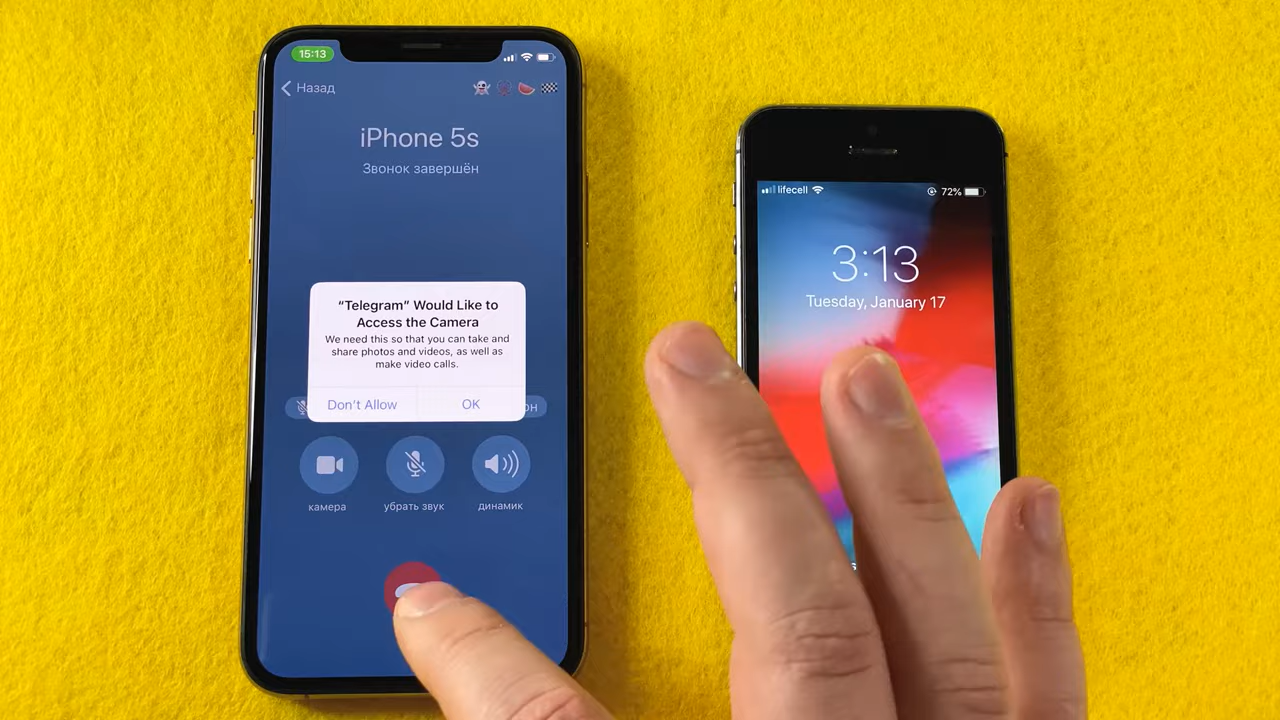 15:13
Назад
iPhone 5s
Звонок завершён
“Telegram” Would Like to
Access the Camera
We need this so that you can take and
share photos and videos, as well as
make video calls.
Don't Allow
OK
камера
убрать звук
динамик
lifecell
72%
3:13
Tuesday, January 17